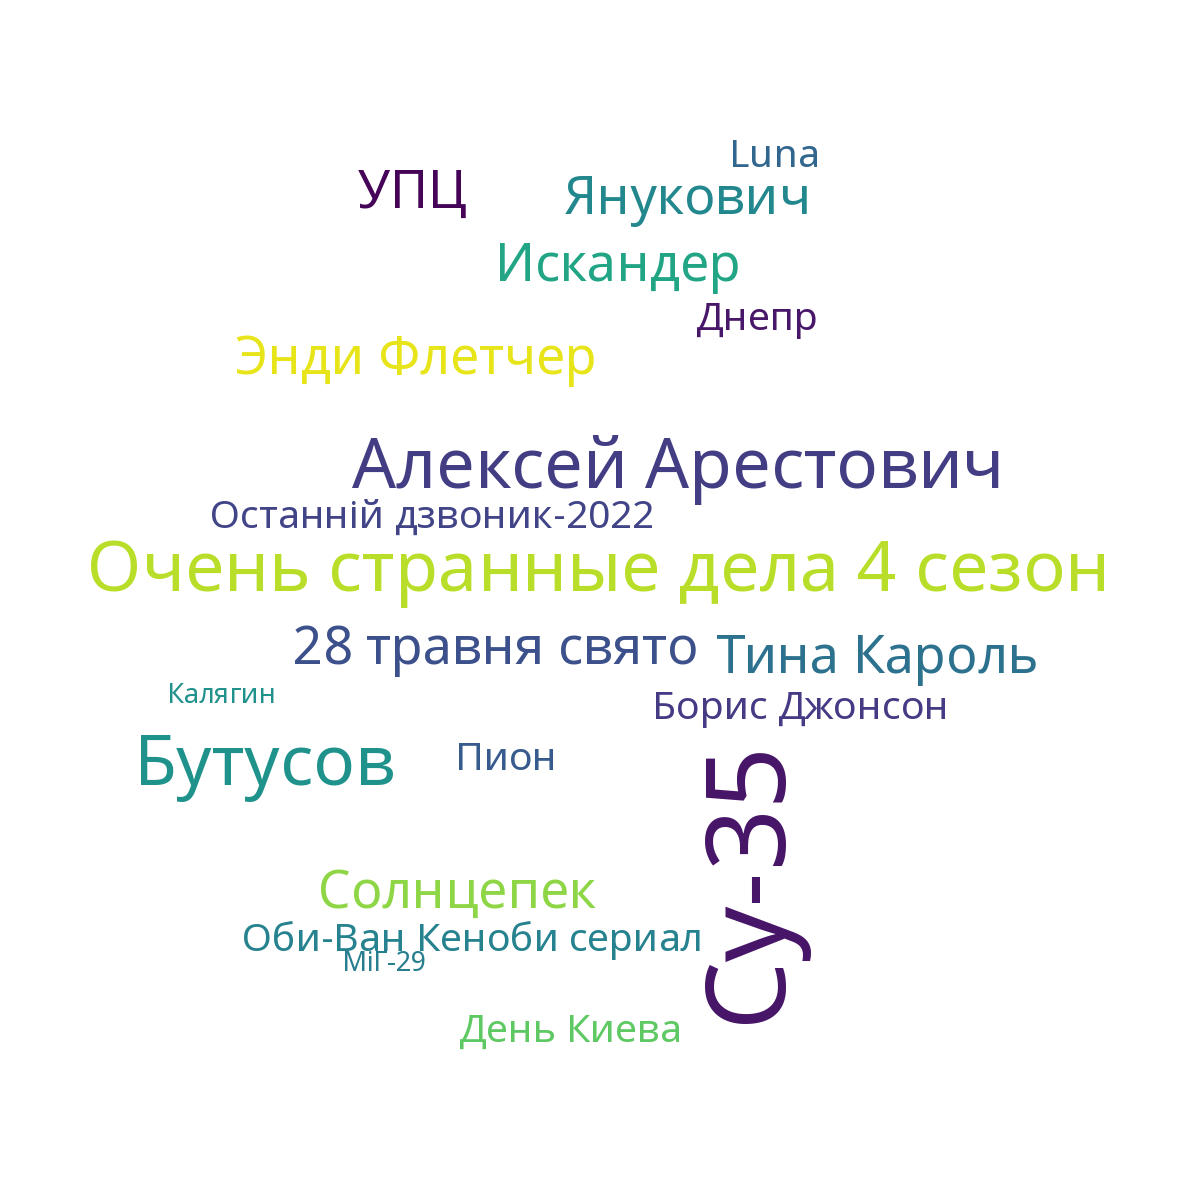 Luna
УПЦ
Янукович
Искандер
Днепр
Энди Флетчер
Алексей Арестович
Останній дзвоник-2022
Очень странные дела 4 сезон
28 травня свято
Тина Кароль
Калягин
Борис Джонсон
Бутусов
Пион
Су-35
Солнцепек
Оби-Ван Кеноби сериал
МіГ-29
День Киева